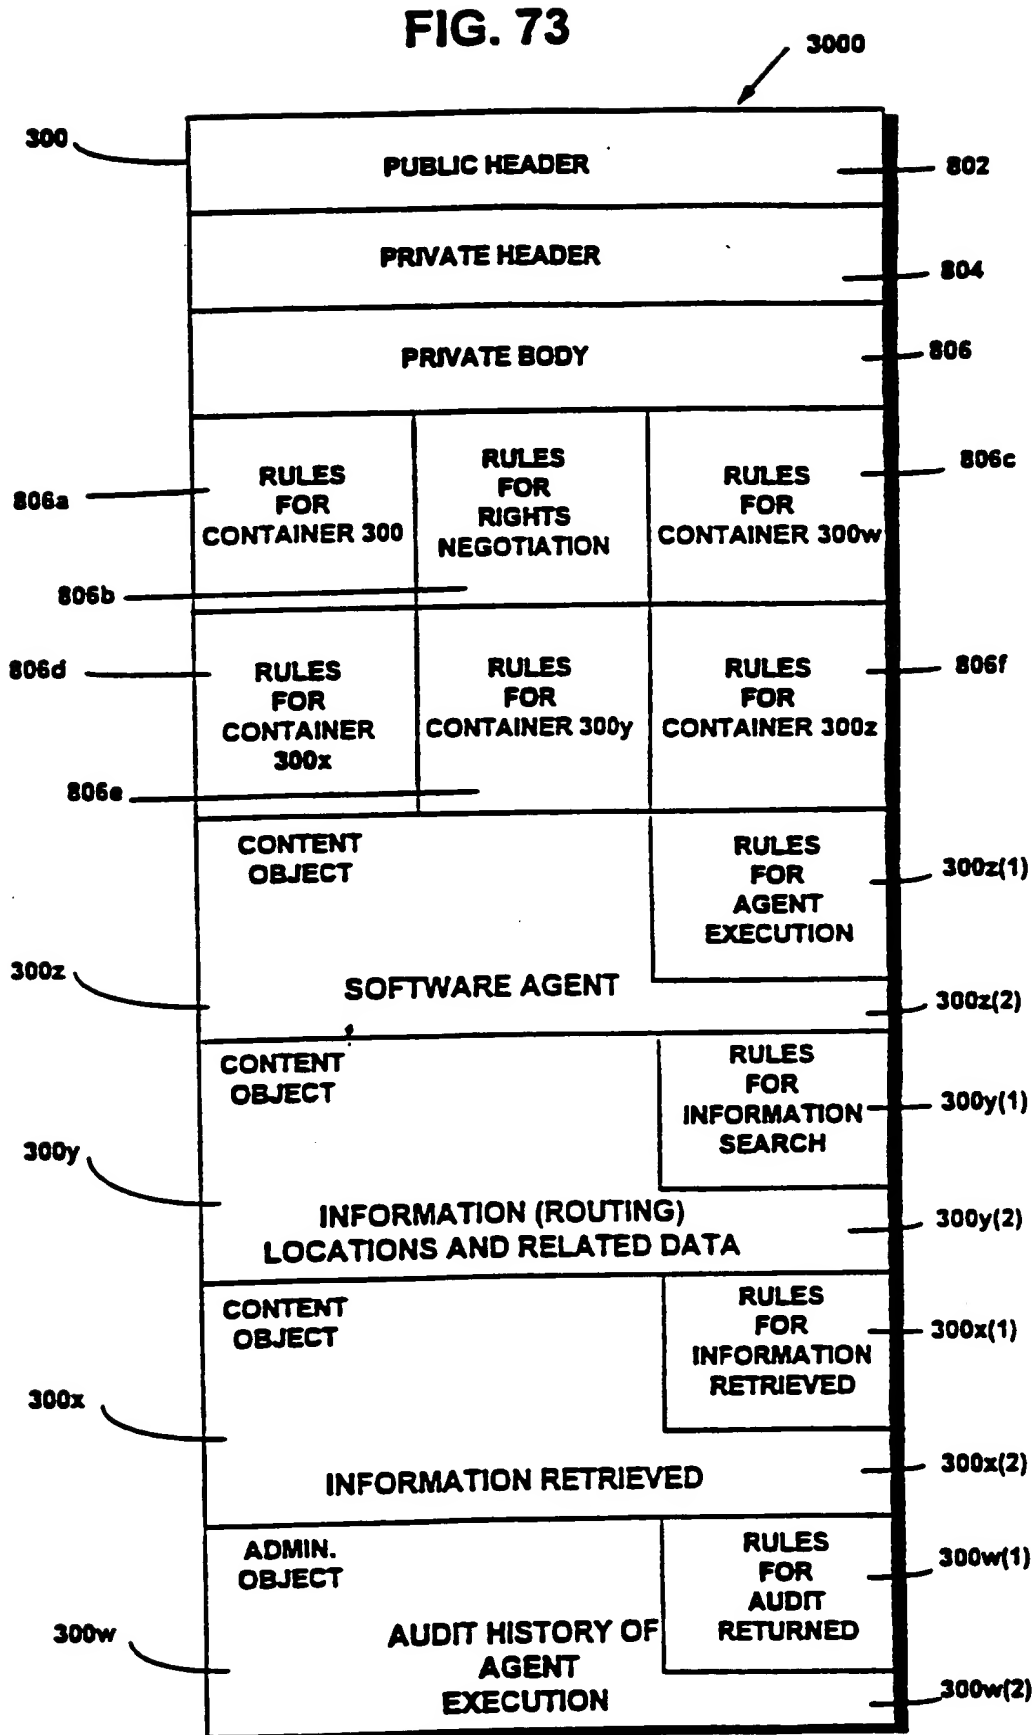 FIG. 73
3000
300
PUBLIC HEADER
802
PRIVATE HEADER
804
PRIVATE BODY
806
806a
RULES
FOR
CONTAINER 300
806b
RULES
FOR
RIGHTS
NEGOTIATION
RULES
FOR
CONTAINER 300w
806c
806d
RULES
FOR
CONTAINER
300x
806e
RULES
FOR
CONTAINER 300y
RULES
FOR
CONTAINER 300z
806f
CONTENT
OBJECT
RULES
FOR
AGENT
EXECUTION
300z(1)
300z
SOFTWARE AGENT
300z(2)
CONTENT
OBJECT
RULES
FOR
INFORMATION
SEARCH
300y(1)
300y
INFORMATION (ROUTING)
LOCATIONS AND RELATED DATA
300y(2)
CONTENT
OBJECT
RULES
FOR
INFORMATION
RETRIEVED
300x(1)
300x
INFORMATION RETRIEVED
300x(2)
ADMIN.
OBJECT
RULES
FOR
AUDIT
RETURNED
300w(1)
300w
AUDIT HISTORY OF
AGENT
EXECUTION
300w(2)